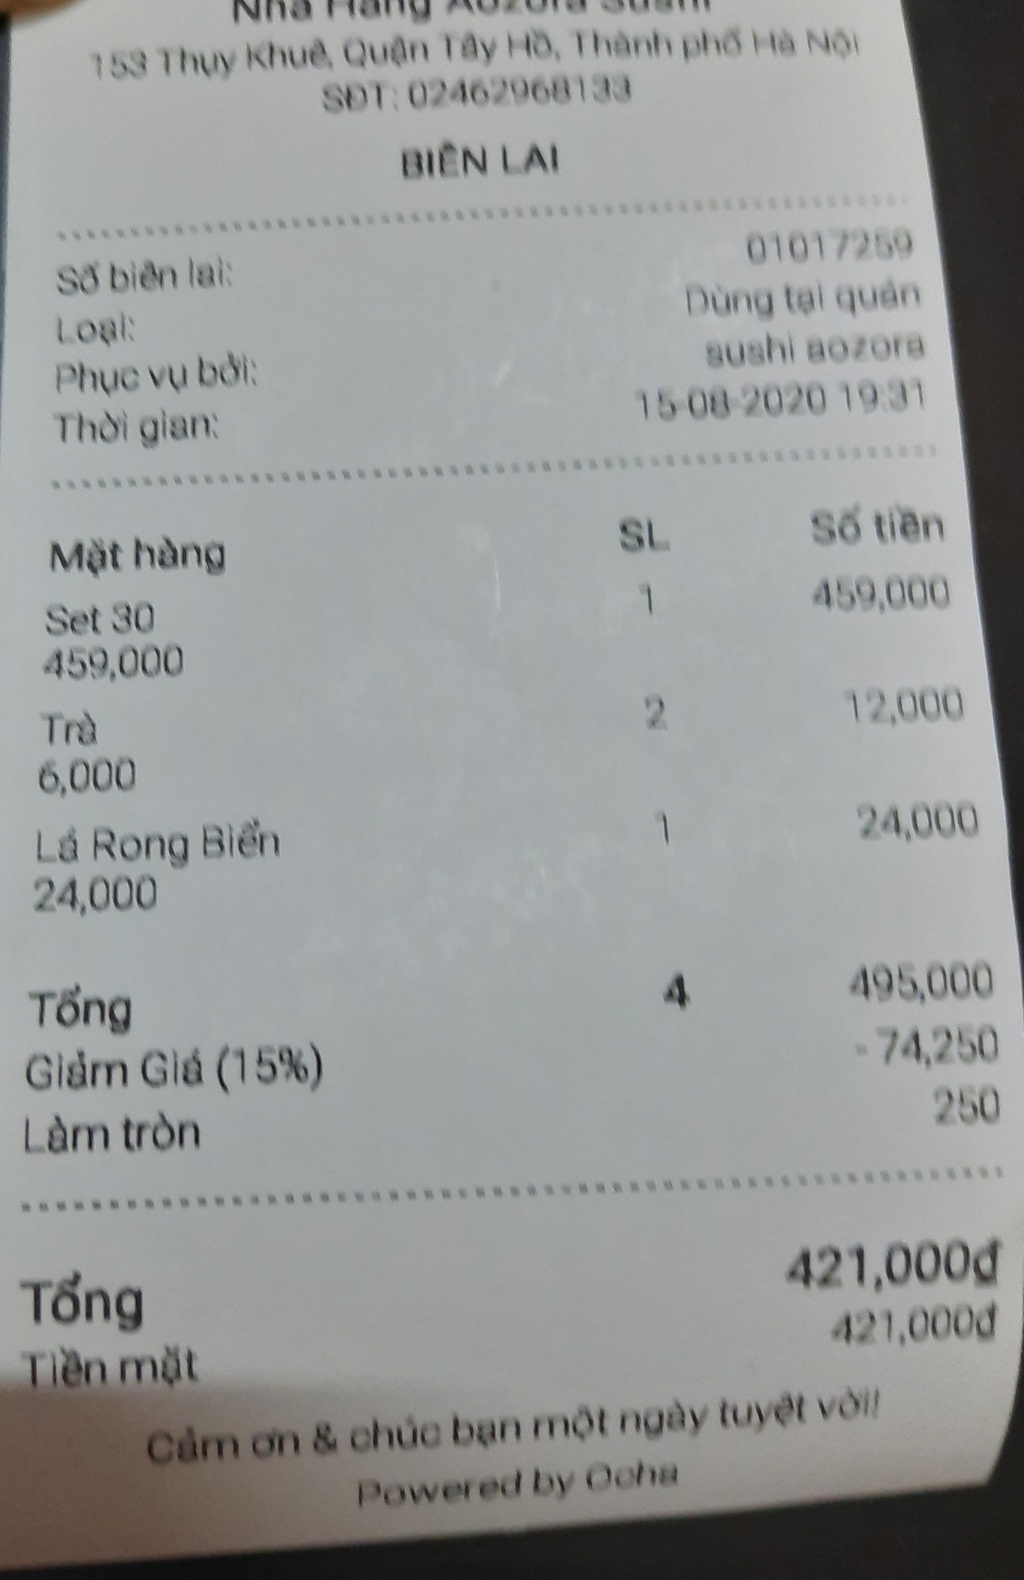 Nhà Hàng Aozora Sushi
153 Thụy Khuê, Quận Tây Hồ, Thành phố Hà Nội
SĐT: 02462968133
BIÊN LAI
Số biên lai: 01017259
Loại: Dùng tại quán
Phục vụ bởi: sushi aozora
Thời gian: 15-08-2020 19:31
Mặt hàng SL Số tiền
Set 30 1 459,000
459,000
Trà 2 12,000
6,000
Lá Rong Biển 1 24,000
24,000
Tổng 4 495,000
Giảm Giá (15%) - 74,250
Làm tròn 250
Tổng 421,000đ
Tiền mặt 421,000đ
Cảm ơn & chúc bạn một ngày tuyệt vời!
Powered by Ocha